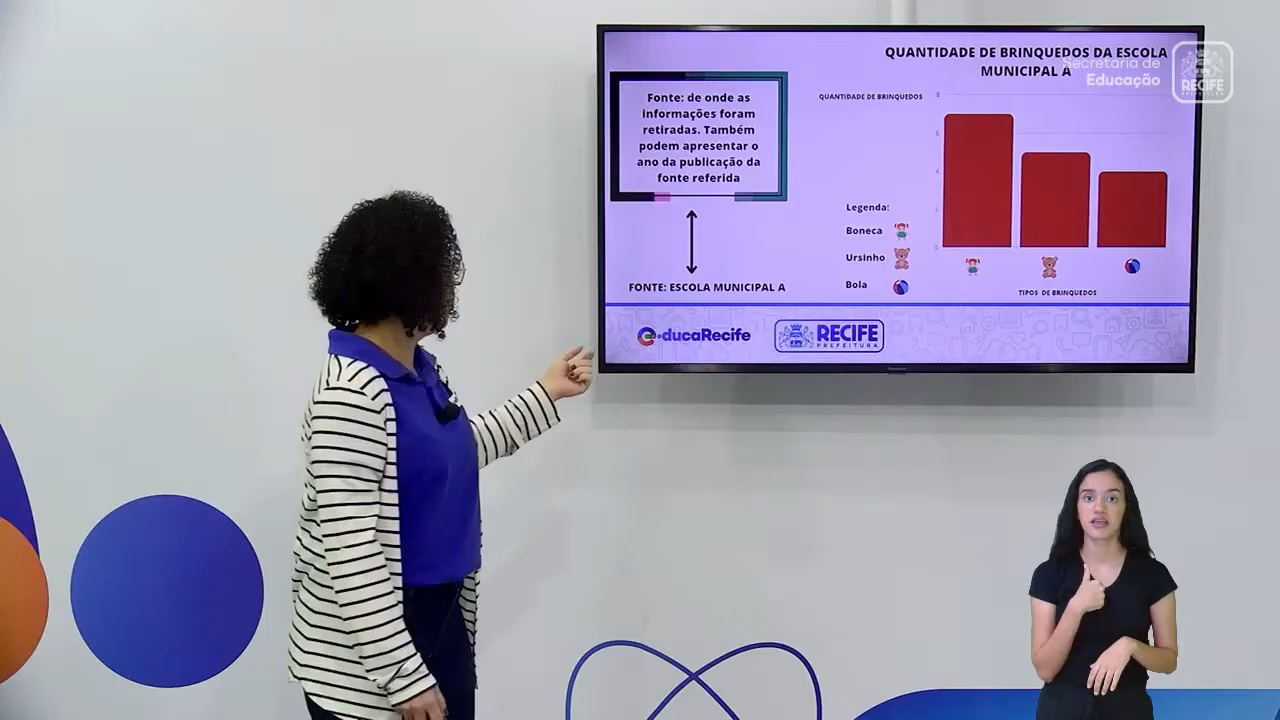 QUANTIDADE DE BRINQUEDOS DA ESCOLA
MUNICIPAL A
Secretaria de
Educação
RECIFE
PREFEITURA
Fonte: de onde as
informações foram
retiradas. Também
podem apresentar o
ano da publicação da
fonte referida
FONTE: ESCOLA MUNICIPAL A
QUANTIDADE DE BRINQUEDOS
8
6
4
2
0
Legenda:
Boneca
Ursinho
Bola
TIPOS DE BRINQUEDOS
e-ducaRecife
RECIFE
PREFEITURA